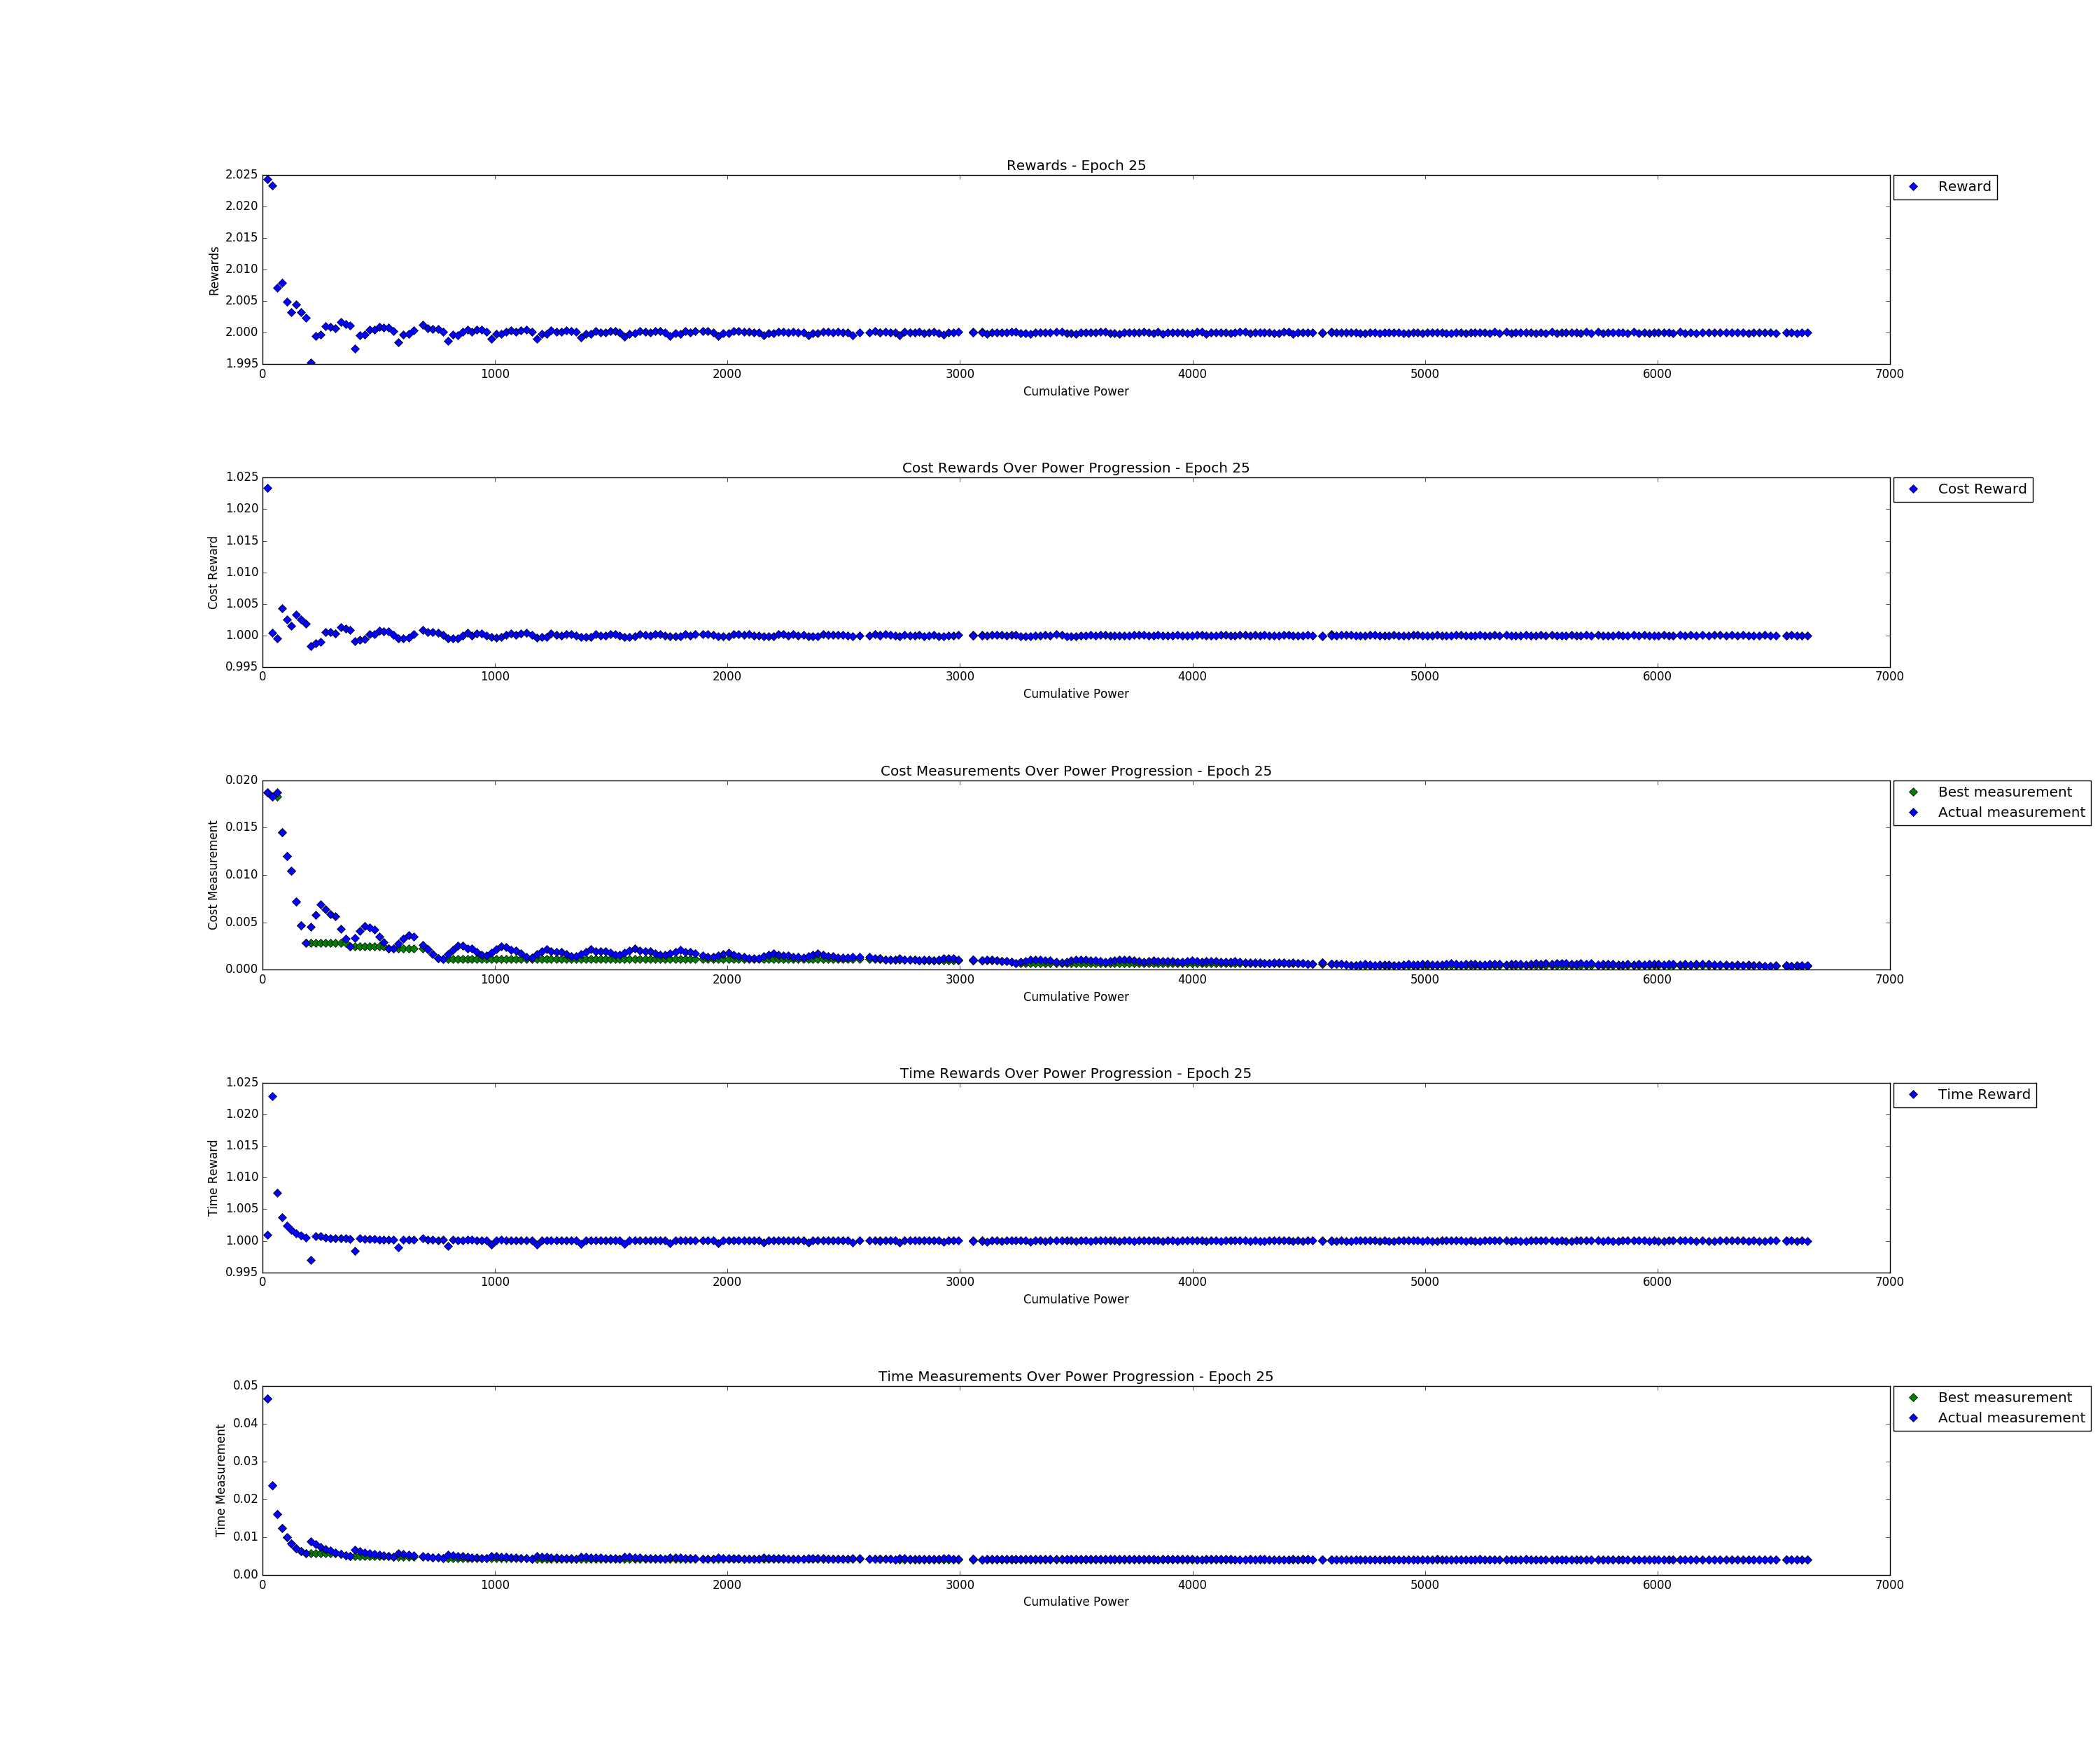 Rewards - Epoch 25
2.025
2.020
2.015
2.010
2.005
2.000
1.995
Rewards
0 1000 2000 3000 4000 5000 6000 7000
Cumulative Power
Reward
Cost Rewards Over Power Progression - Epoch 25
1.025
1.020
1.015
1.010
1.005
1.000
0.995
Cost Reward
0 1000 2000 3000 4000 5000 6000 7000
Cumulative Power
Cost Reward
Cost Measurements Over Power Progression - Epoch 25
0.020
0.015
0.010
0.005
0.000
Cost Measurement
0 1000 2000 3000 4000 5000 6000 7000
Cumulative Power
Best measurement
Actual measurement
Time Rewards Over Power Progression - Epoch 25
1.025
1.020
1.015
1.010
1.005
1.000
0.995
Time Reward
0 1000 2000 3000 4000 5000 6000 7000
Cumulative Power
Time Reward
Time Measurements Over Power Progression - Epoch 25
0.05
0.04
0.03
0.02
0.01
0.00
Time Measurement
0 1000 2000 3000 4000 5000 6000 7000
Cumulative Power
Best measurement
Actual measurement